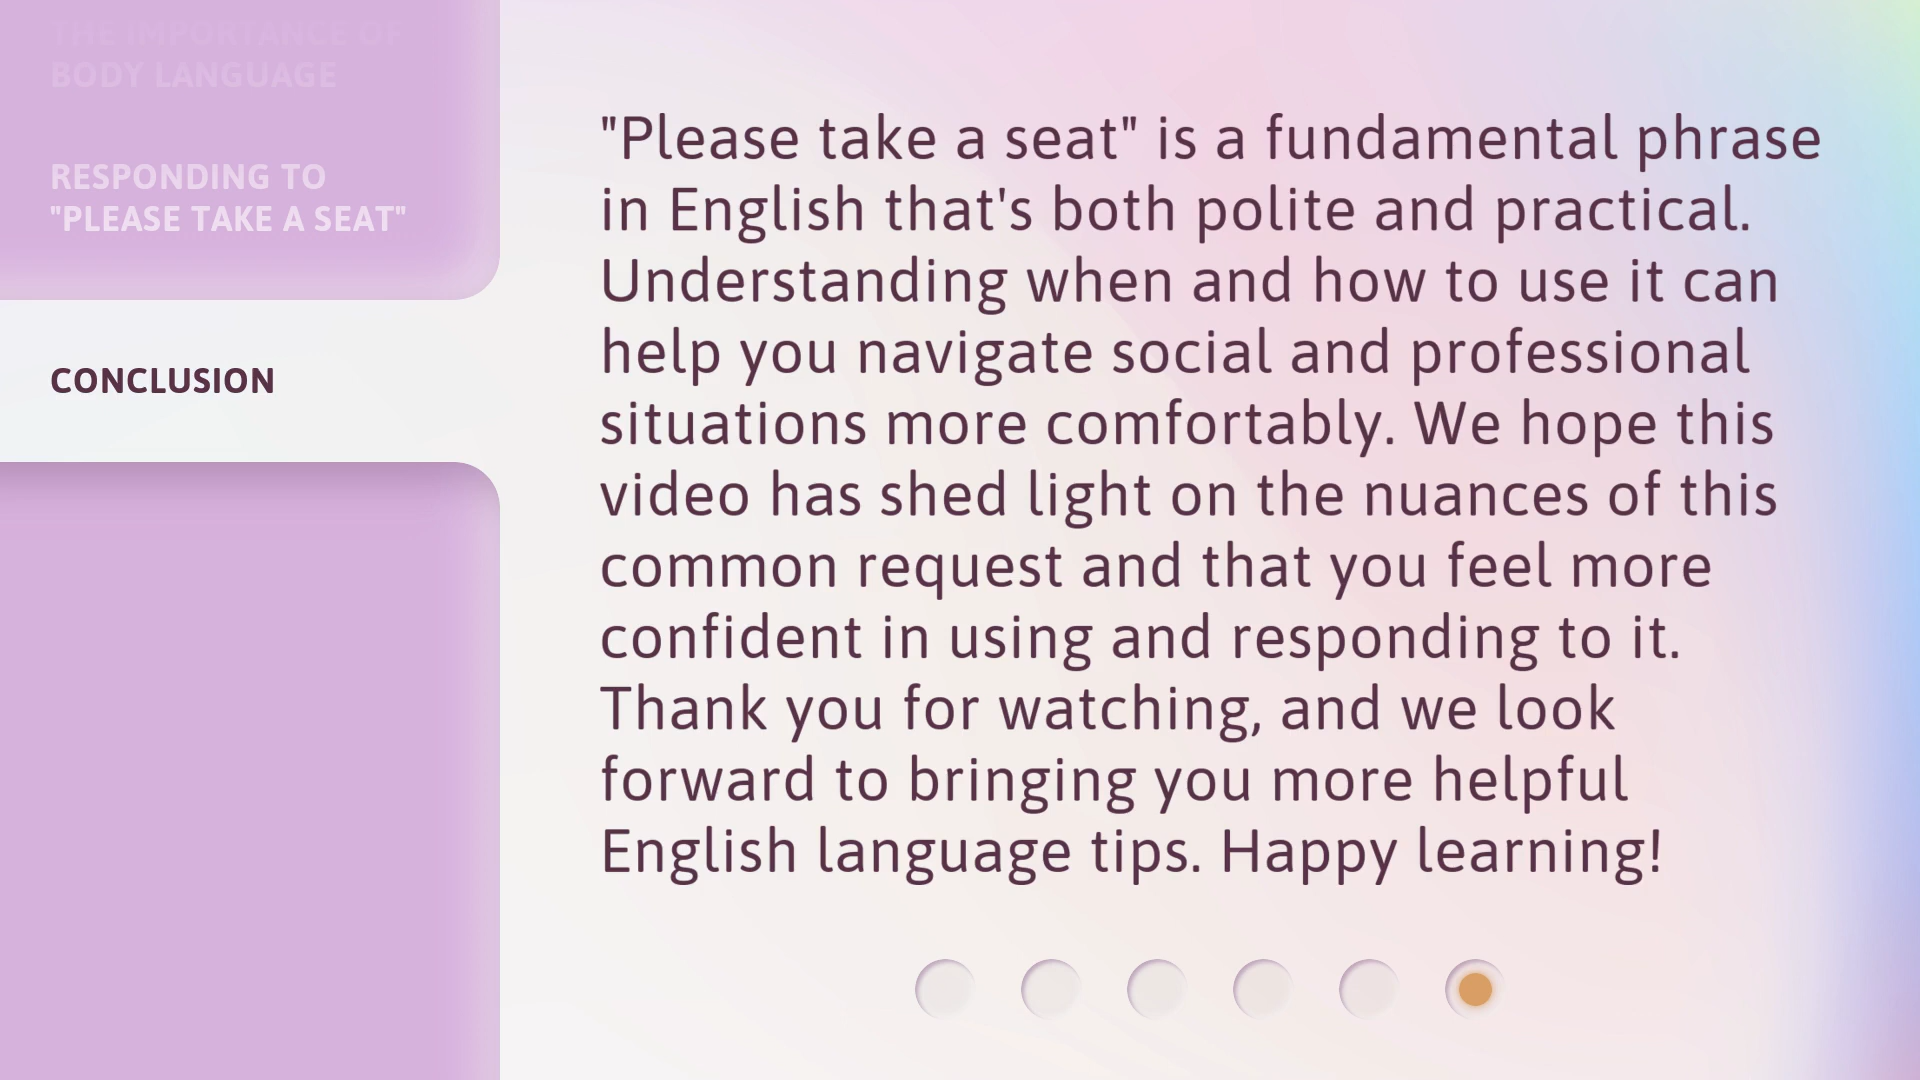 THE IMPORTANCE OF
BODY LANGUAGE
RESPONDING TO
"PLEASE TAKE A SEAT"
CONCLUSION
"Please take a seat" is a fundamental phrase
in English that's both polite and practical.
Understanding when and how to use it can
help you navigate social and professional
situations more comfortably. We hope this
video has shed light on the nuances of this
common request and that you feel more
confident in using and responding to it.
Thank you for watching, and we look
forward to bringing you more helpful
English language tips. Happy learning!